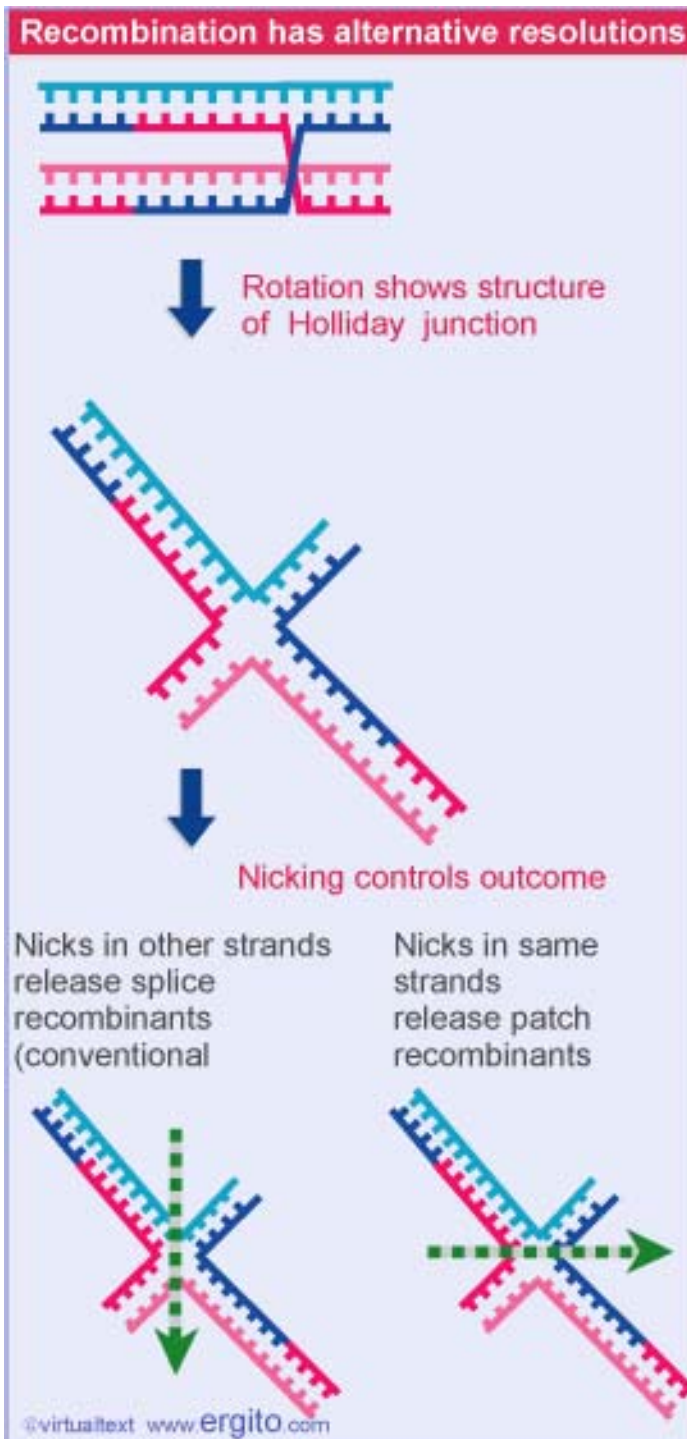 Recombination has alternative resolutions
Rotation shows structure
of Holliday junction
Nicking controls outcome
Nicks in other strands
release splice
recombinants
(conventional
Nicks in same
strands
release patch
recombinants
©virtualtext www.ergito.com